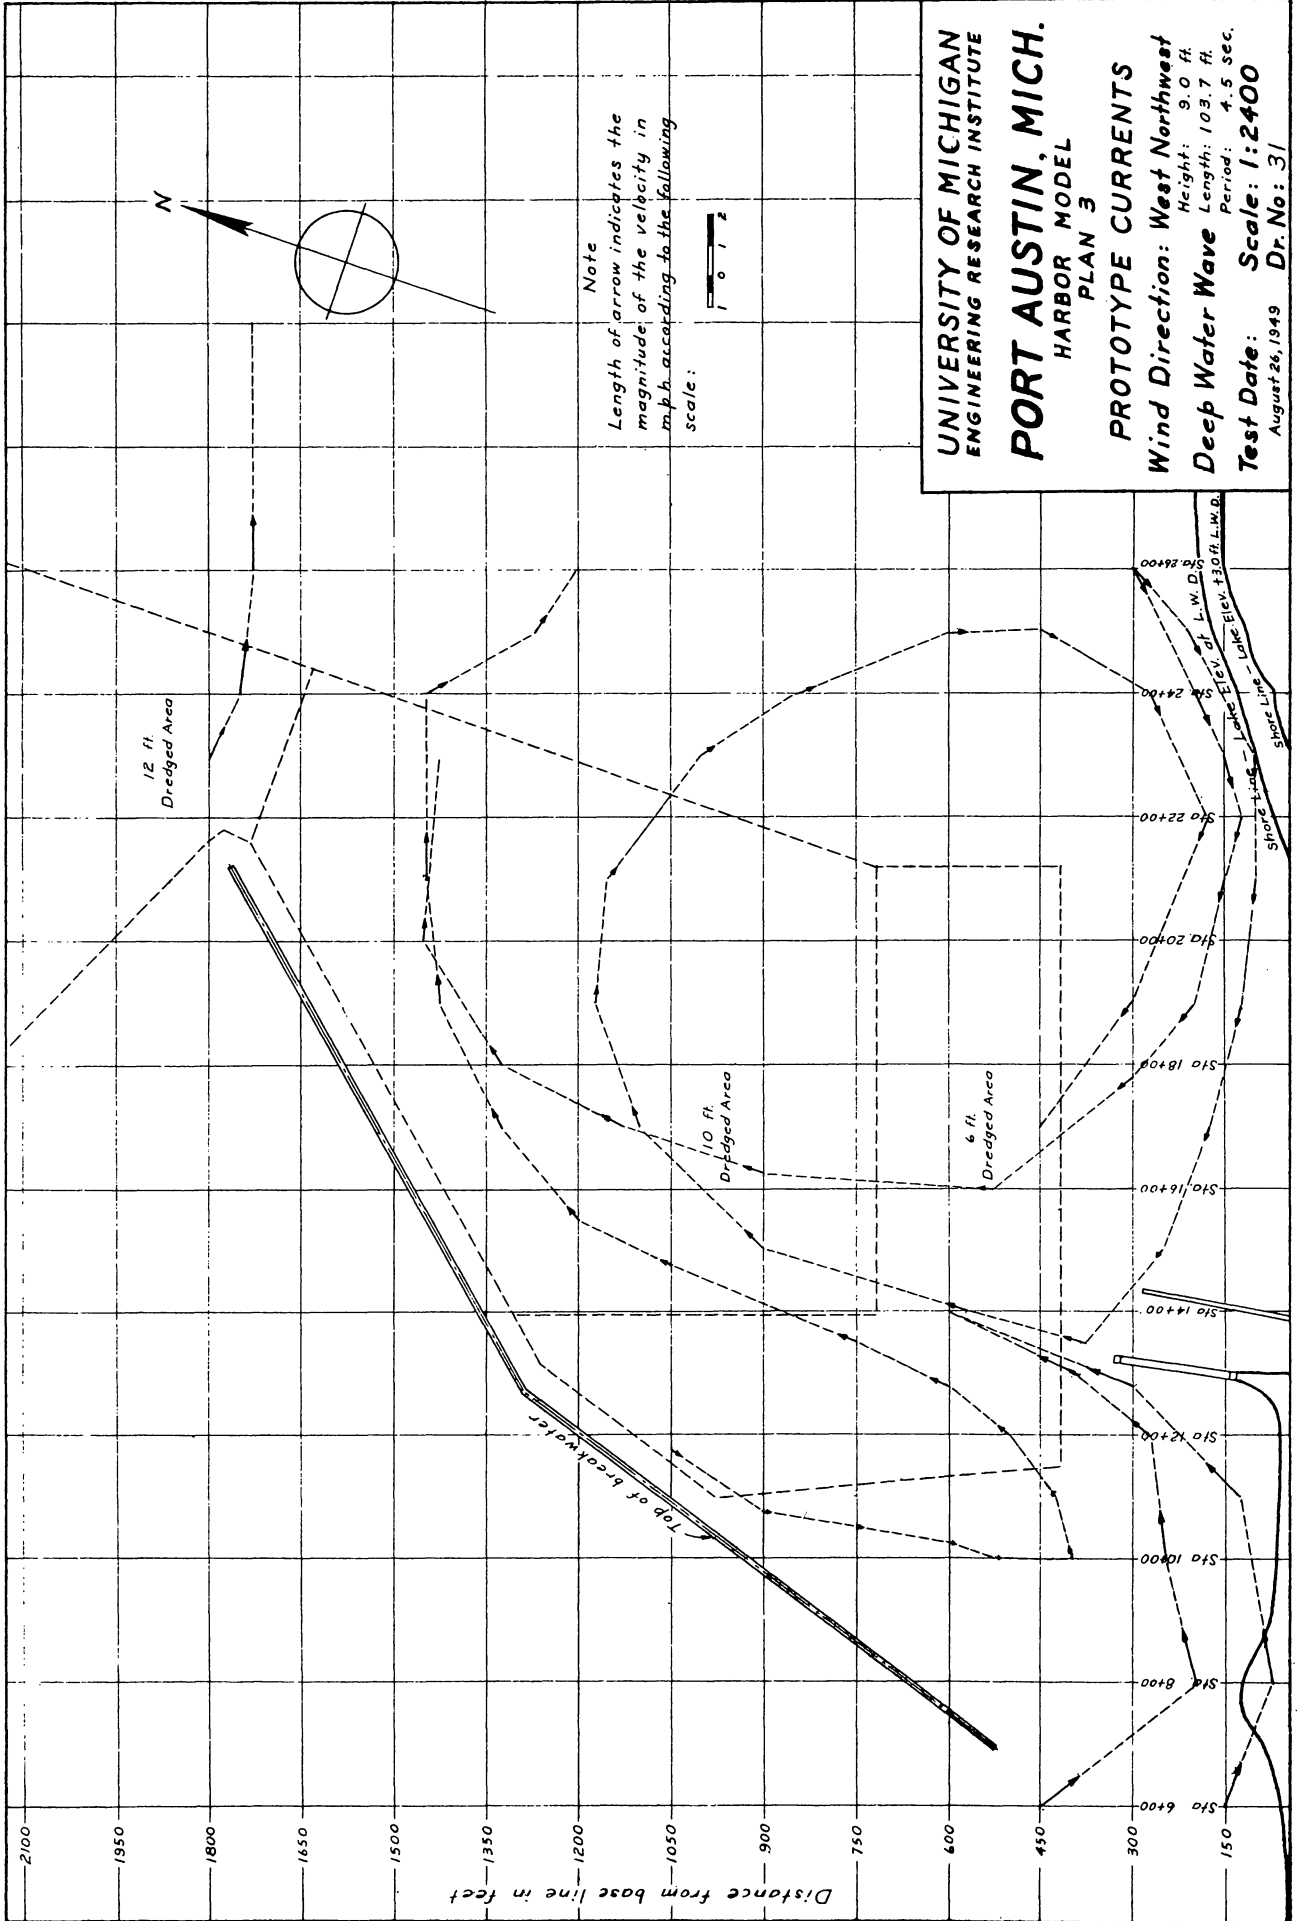 UNIVERSITY OF MICHIGAN
ENGINEERING RESEARCH INSTITUTE
PORT AUSTIN, MICH.
HARBOR MODEL
PLAN 3
PROTOTYPE CURRENTS
Wind Direction: West Northwest
Height: 9.0 ft.
Deep Water Wave Length: 103.7 ft.
Period: 4.5 sec.
Test Date: Scale: 1:2400
August 26, 1949 Dr. No: 31
N
Note
Length of arrow indicates the
magnitude of the velocity in
mph according to the following
scale:
1 0 1 2
12 ft.
Dredged Area
10 ft.
Dredged Area
6 ft.
Dredged Area
Top of breakwater
Shore Line - Lake Elev. at L.W.D.
Shore Line - Lake Elev. +3.0 ft. L.W.D.
Distance from base line in feet
2100
1950
1800
1650
1500
1350
1200
1050
900
750
600
450
300
150
Sta 6+00
Sta 8+00
Sta 10+00
Sta 12+00
Sta 14+00
Sta 16+00
Sta 18+00
Sta 20+00
Sta 22+00
Sta 24+00
Sta 26+00